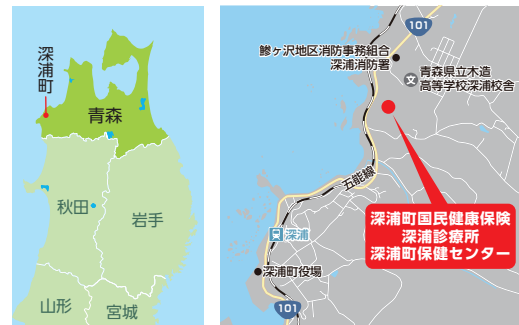 深浦町
青森
秋田
岩手
山形
宮城
101
鰺ヶ沢地区消防事務組合
深浦消防署
文
青森県立木造
高等学校深浦校舎
五能線
深浦町国民健康保険
深浦診療所
深浦町保健センター
深浦
深浦町役場
101